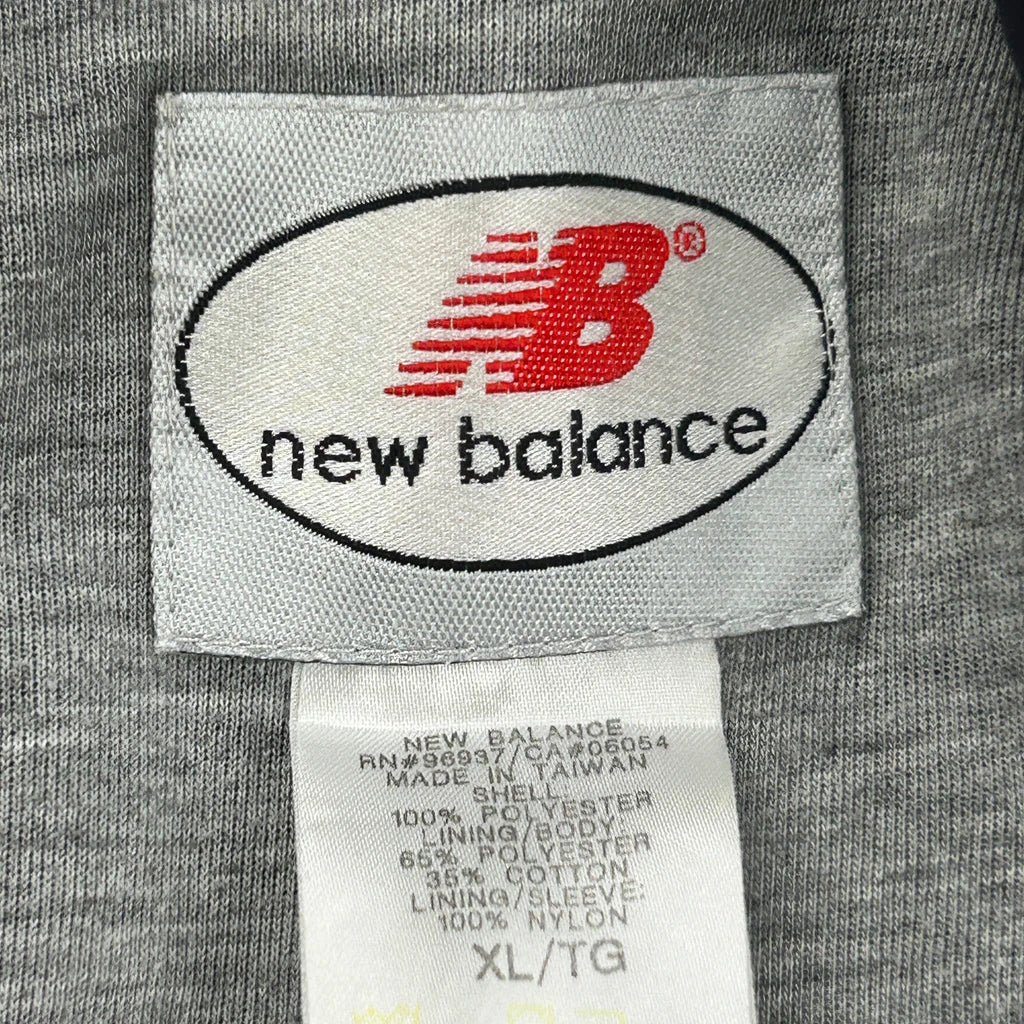 NB®
new balance
NEW BALANCE
RN#96937/CA#06054
MADE IN TAIWAN
SHELL:
100% POLYESTER
LINING/BODY:
65% POLYESTER
35% COTTON
LINING/SLEEVE:
100% NYLON
XL/TG